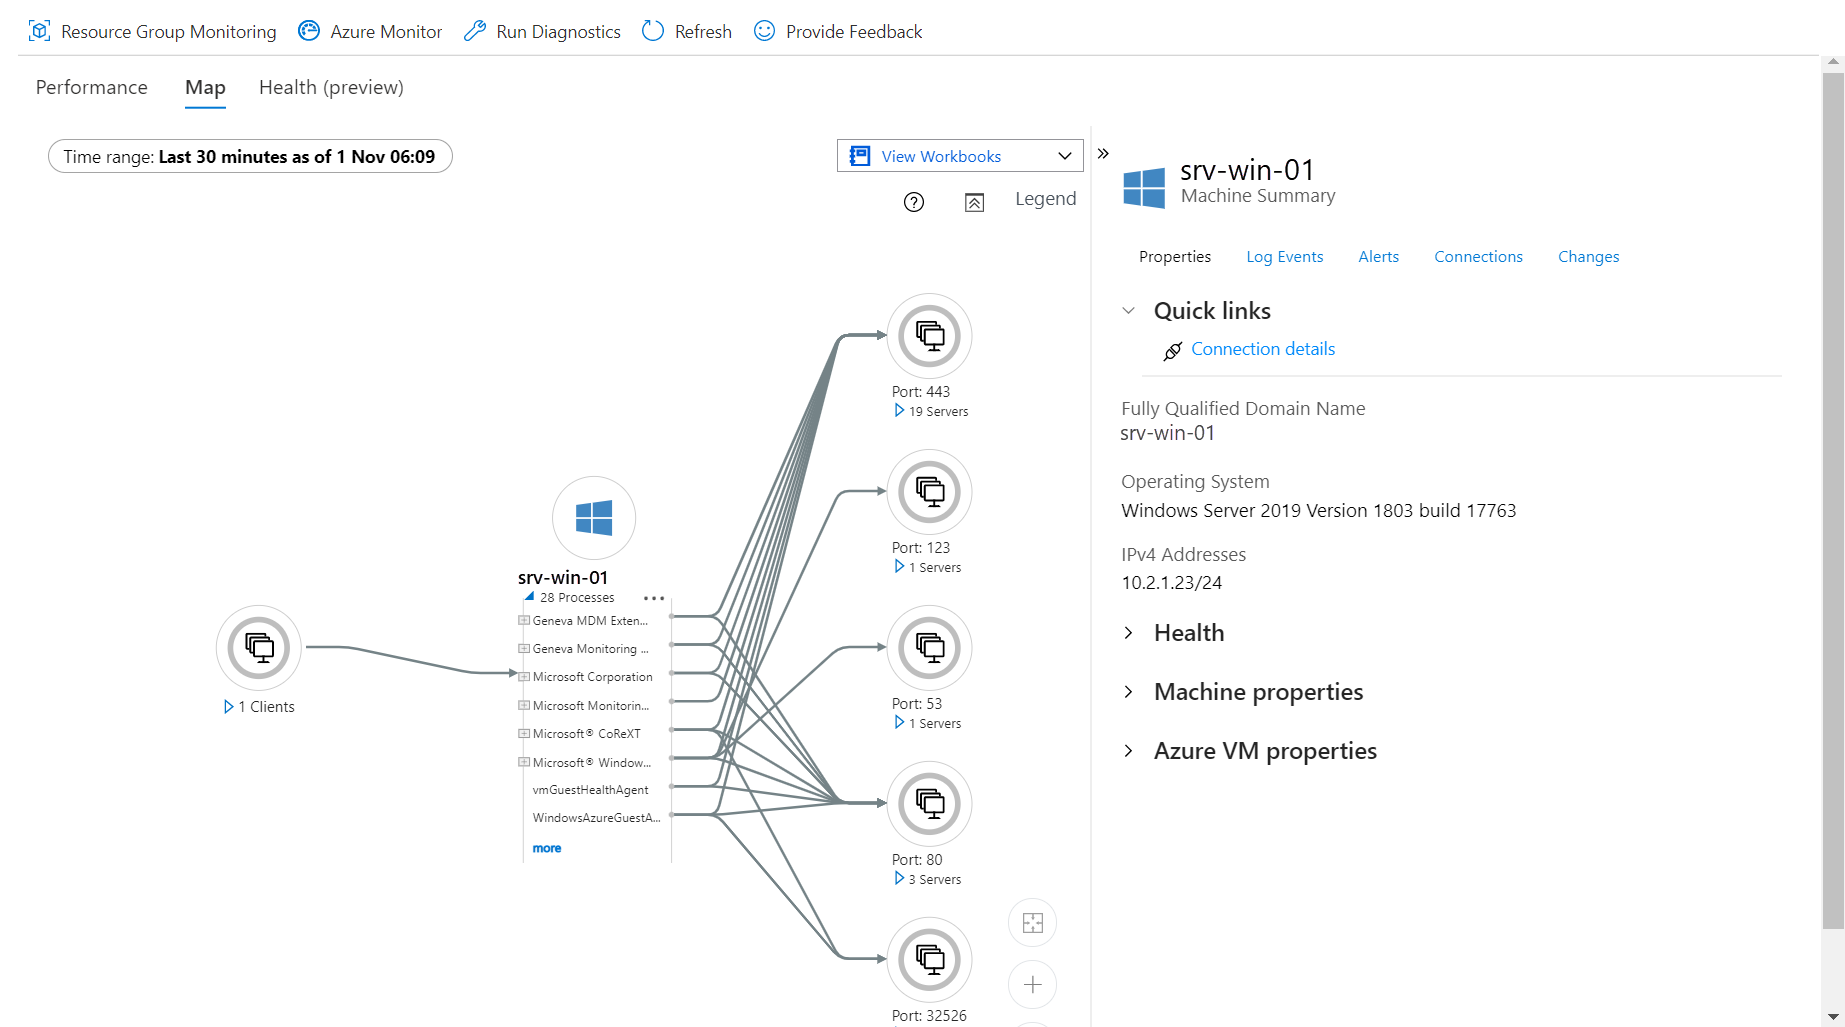 Resource Group Monitoring Azure Monitor Run Diagnostics Refresh Provide Feedback
Performance Map Health (preview)
Time range: Last 30 minutes as of 1 Nov 06:09
View Workbooks
Legend
Port: 443
19 Servers
Port: 123
1 Servers
srv-win-01
28 Processes
Geneva MDM Exten...
Geneva Monitoring ...
Microsoft Corporation
Microsoft Monitorin...
Microsoft® CoReXT
Microsoft® Window...
vmGuestHealthAgent
WindowsAzureGuestA...
more
1 Clients
Port: 53
1 Servers
Port: 80
3 Servers
Port: 32526
srv-win-01
Machine Summary
Properties Log Events Alerts Connections Changes
Quick links
Connection details
Fully Qualified Domain Name
srv-win-01
Operating System
Windows Server 2019 Version 1803 build 17763
IPv4 Addresses
10.2.1.23/24
Health
Machine properties
Azure VM properties